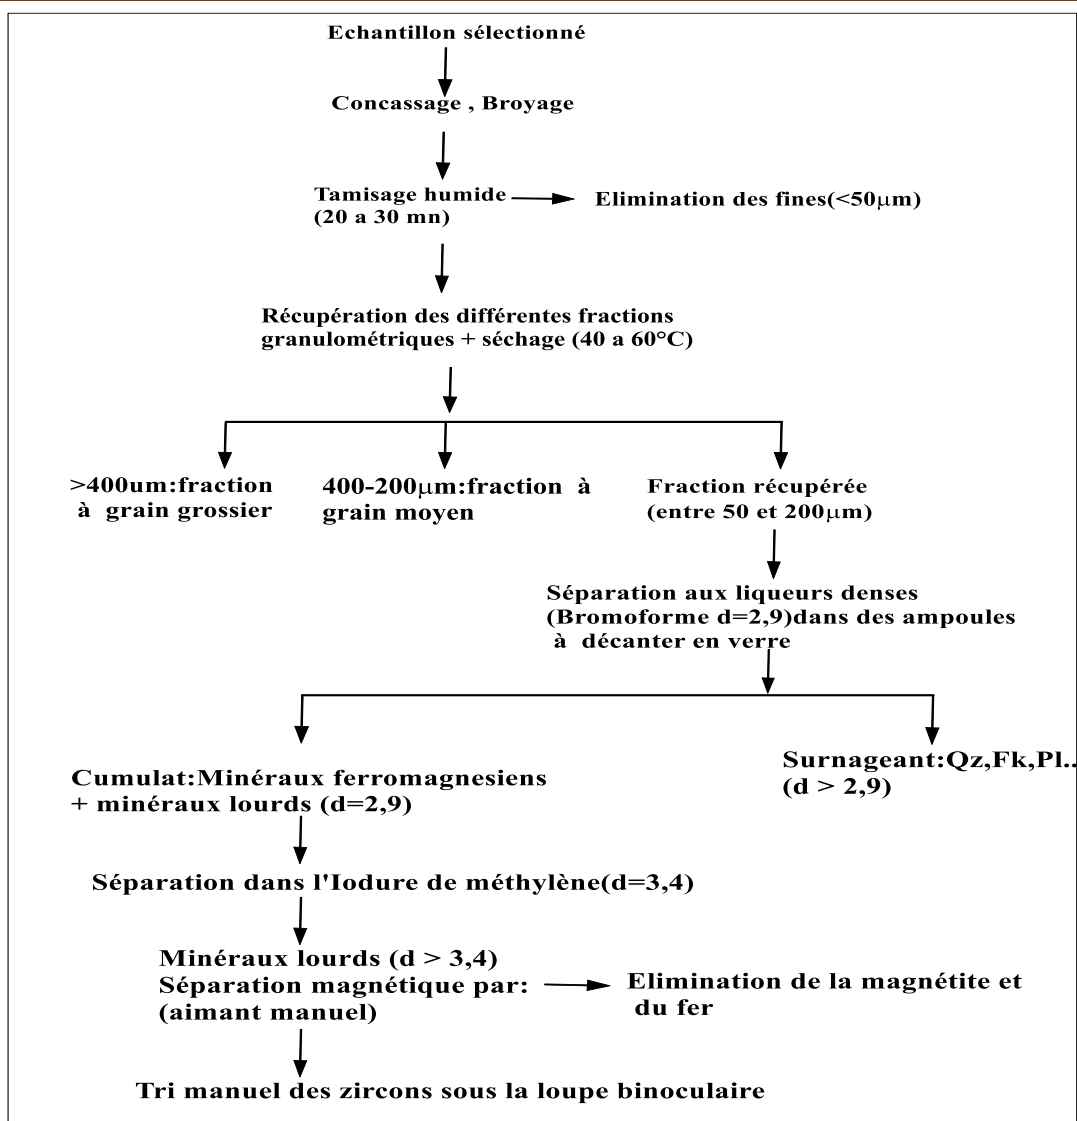 Echantillon sélectionné
Concassage , Broyage
Tamisage humide
(20 a 30 mn)
Elimination des fines(<50µm)
Récupération des différentes fractions
granulométriques + séchage (40 a 60°C)
>400um:fraction
à grain grossier
400-200µm:fraction à
grain moyen
Fraction récupérée
(entre 50 et 200µm)
Séparation aux liqueurs denses
(Bromoforme d=2,9)dans des ampoules
à décanter en verre
Cumulat:Minéraux ferromagnesiens
+ minéraux lourds (d=2,9)
Surnageant:Qz,Fk,Pl..
(d > 2,9)
Séparation dans l'Iodure de méthylène(d=3,4)
Minéraux lourds (d > 3,4)
Séparation magnétique par:
(aimant manuel)
Elimination de la magnétite et
du fer
Tri manuel des zircons sous la loupe binoculaire